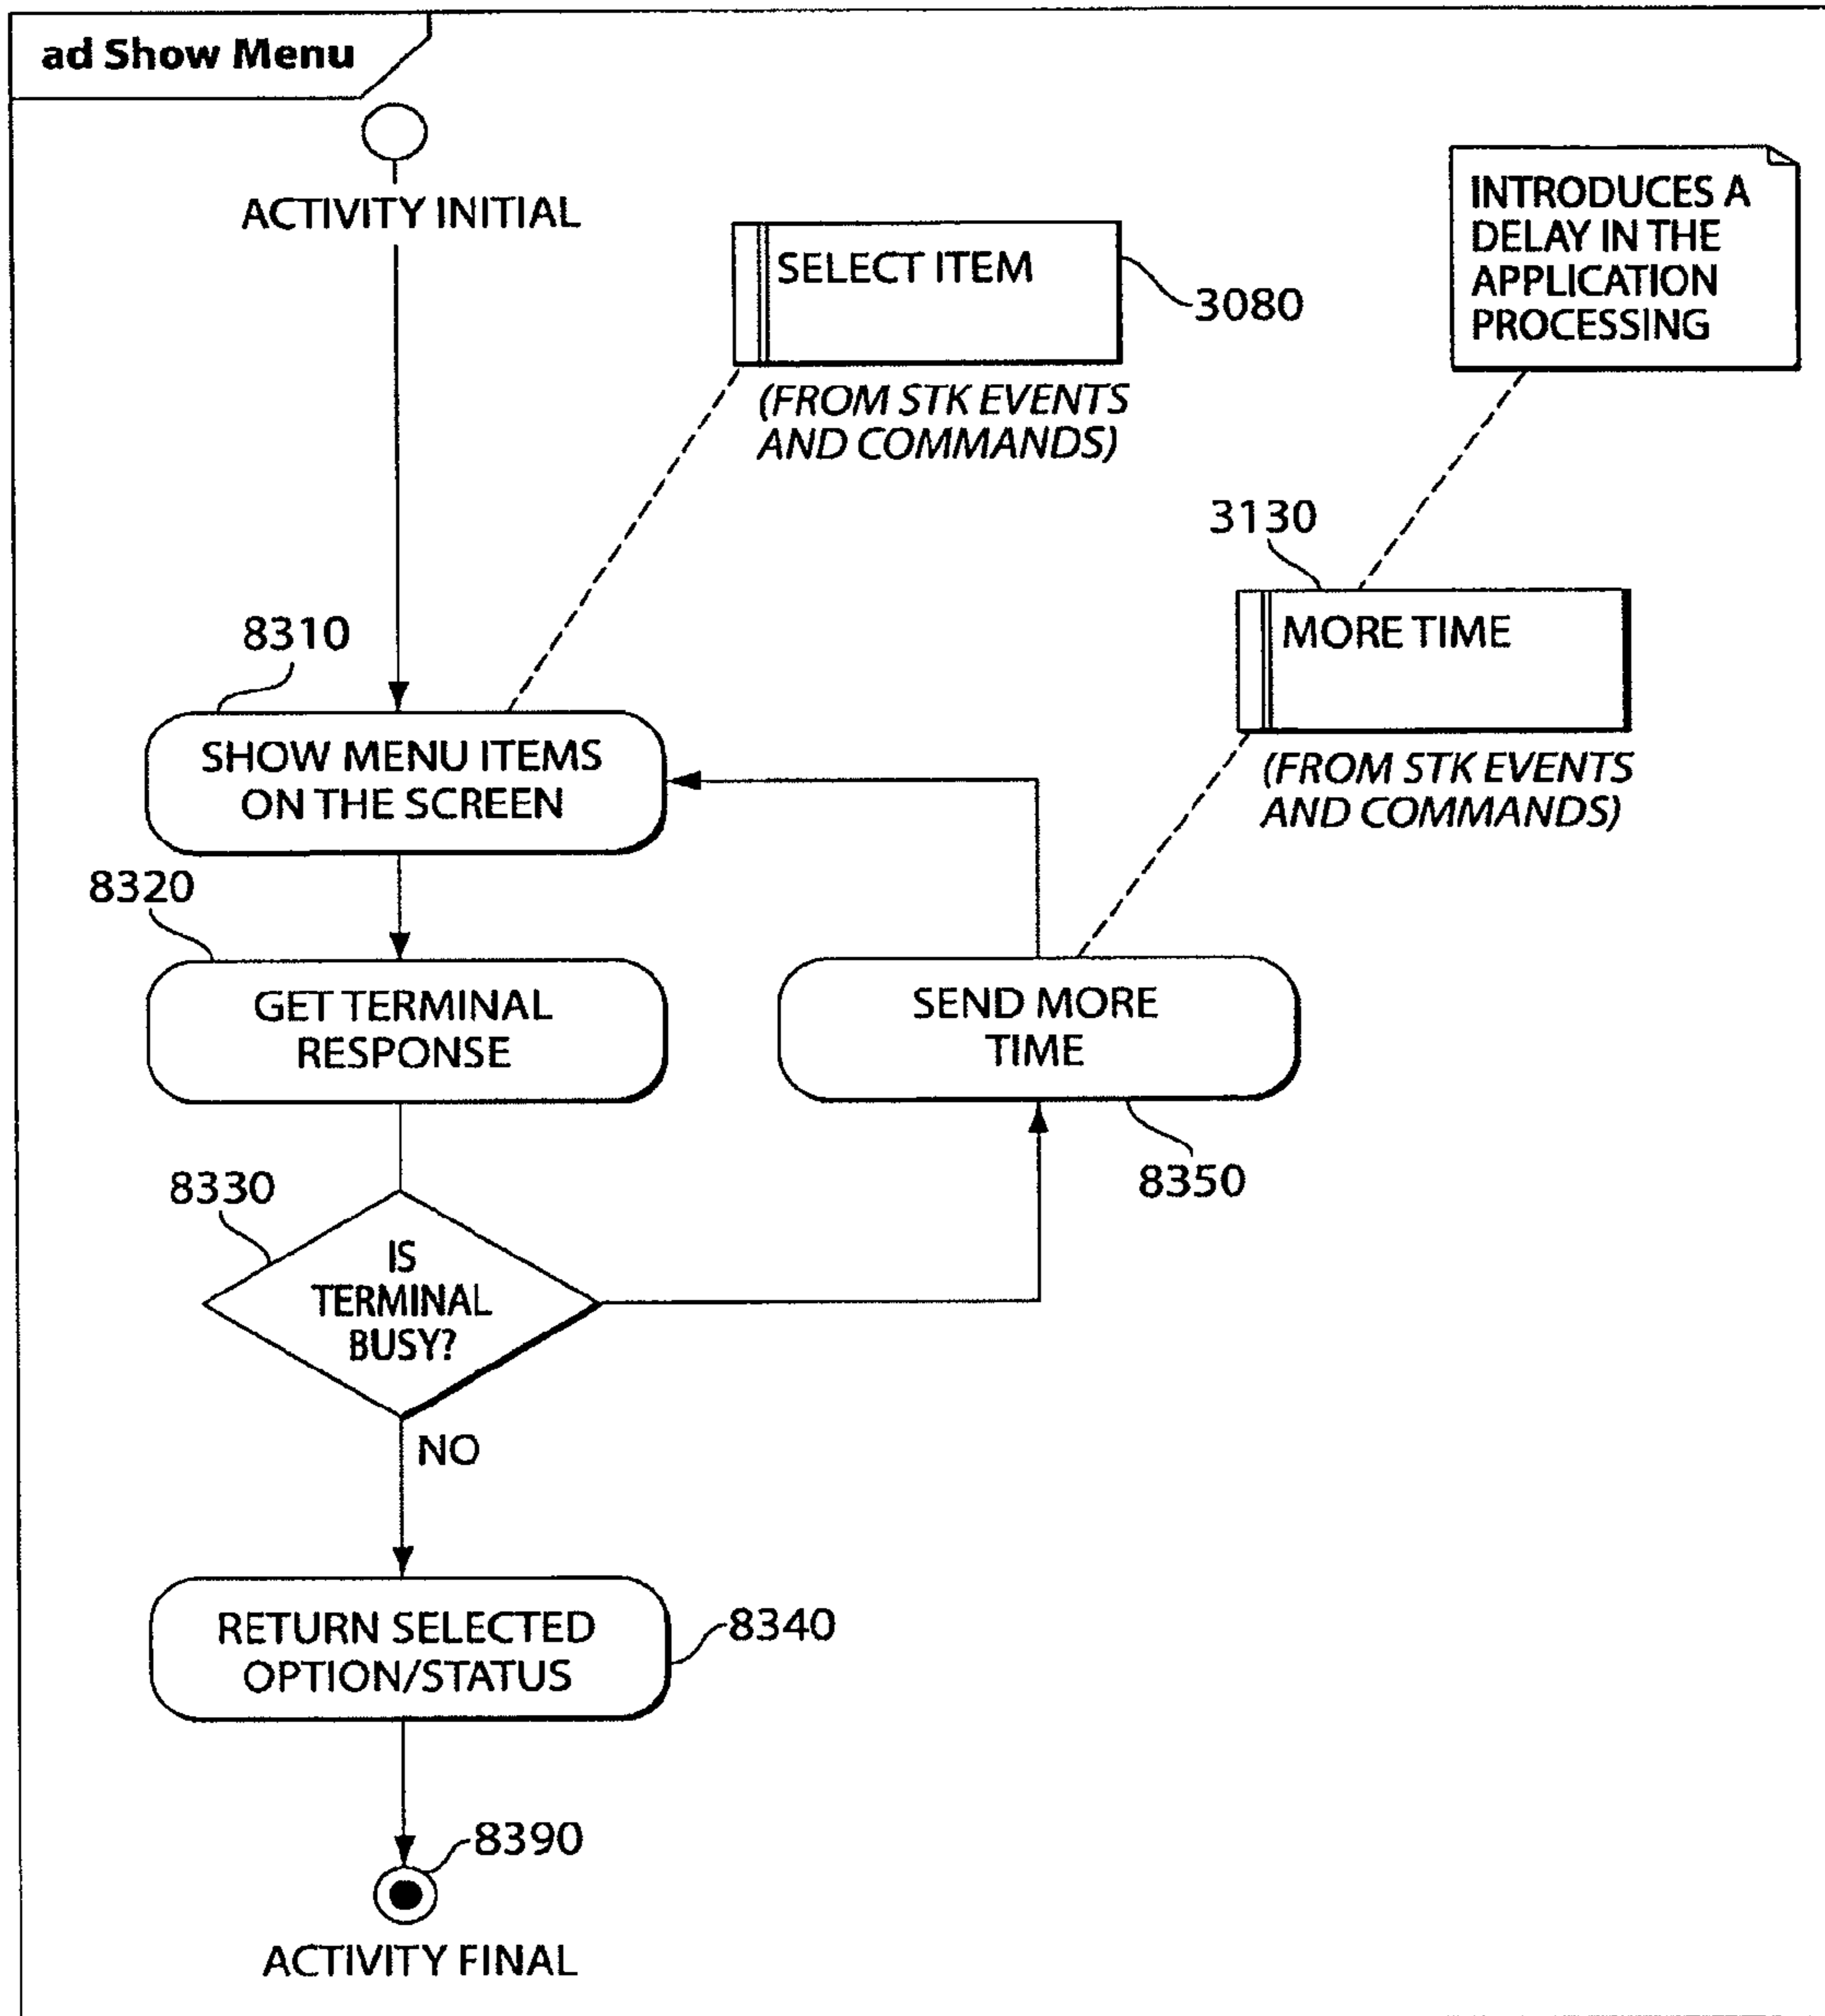 ad Show Menu
ACTIVITY INITIAL
SELECT ITEM
3080
(FROM STK EVENTS
AND COMMANDS)
INTRODUCES A
DELAY IN THE
APPLICATION
PROCESSING
3130
MORE TIME
(FROM STK EVENTS
AND COMMANDS)
8310
SHOW MENU ITEMS
ON THE SCREEN
8320
GET TERMINAL
RESPONSE
SEND MORE
TIME
8350
8330
IS
TERMINAL
BUSY?
NO
RETURN SELECTED
OPTION/STATUS
8340
8390
ACTIVITY FINAL